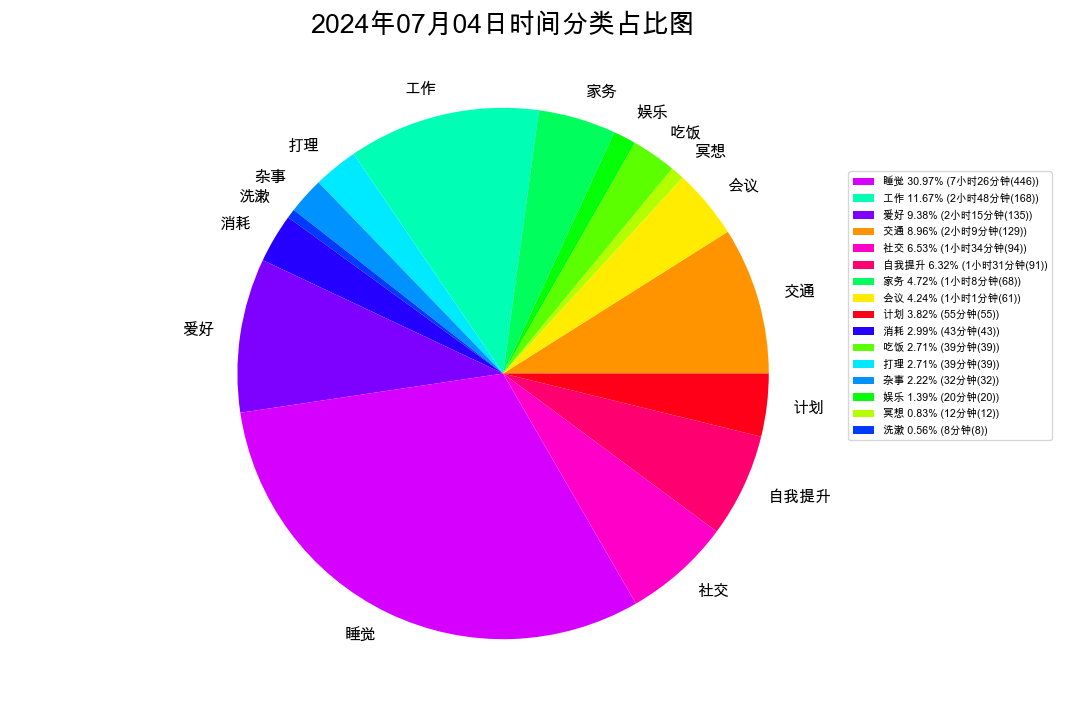 2024年07月04日时间分类占比图
工作
家务
娱乐
吃饭
冥想
会议
打理
杂事
洗漱
消耗
爱好
交通
计划
自我提升
社交
睡觉
睡觉 30.97% (7小时26分钟(446))
工作 11.67% (2小时48分钟(168))
爱好 9.38% (2小时15分钟(135))
交通 8.96% (2小时9分钟(129))
社交 6.53% (1小时34分钟(94))
自我提升 6.32% (1小时31分钟(91))
家务 4.72% (1小时8分钟(68))
会议 4.24% (1小时1分钟(61))
计划 3.82% (55分钟(55))
消耗 2.99% (43分钟(43))
吃饭 2.71% (39分钟(39))
打理 2.71% (39分钟(39))
杂事 2.22% (32分钟(32))
娱乐 1.39% (20分钟(20))
冥想 0.83% (12分钟(12))
洗漱 0.56% (8分钟(8))